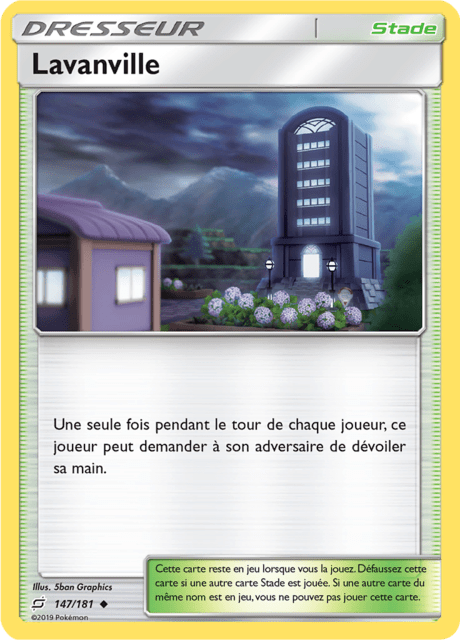 DRESSEUR
Stade
Lavanville
Une seule fois pendant le tour de chaque joueur, ce
joueur peut demander à son adversaire de dévoiler
sa main.
Cette carte reste en jeu lorsque vous la jouez. Défaussez cette
carte si une autre carte Stade est jouée. Si une autre carte du
même nom est en jeu, vous ne pouvez pas jouer cette carte.
Illus. 5ban Graphics
147/181
©2019 Pokémon